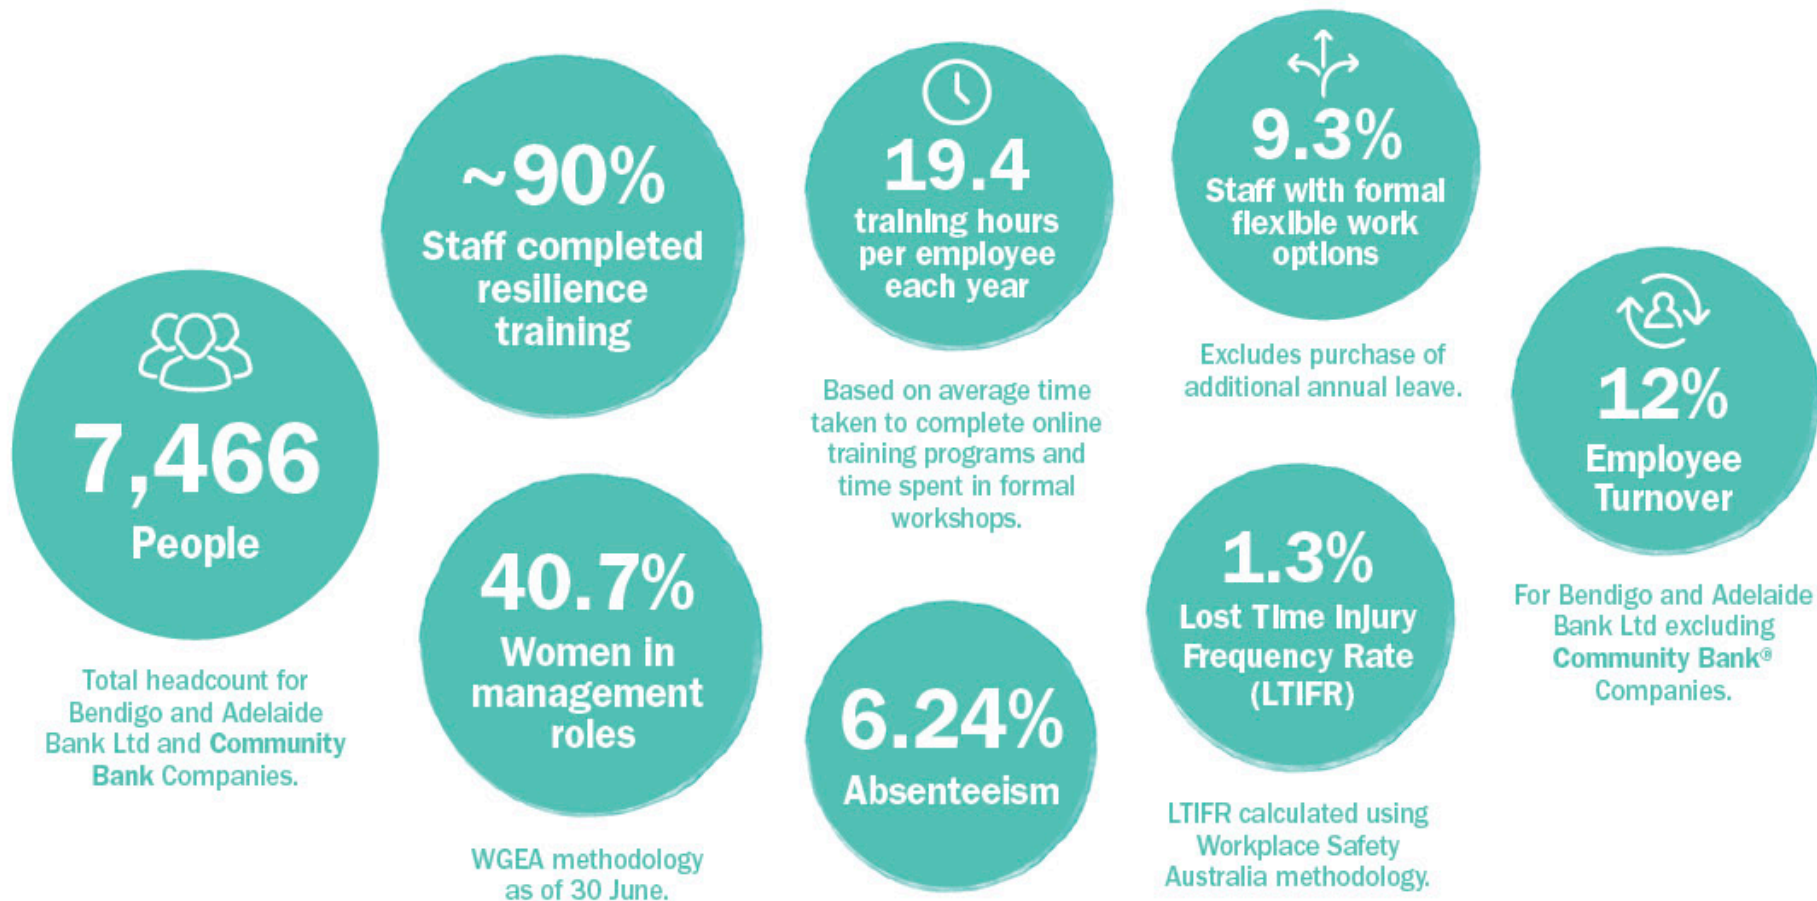 7,466
People
Total headcount for
Bendigo and Adelaide
Bank Ltd and Community
Bank Companies.
~90%
Staff completed
resilience
training
40.7%
Women in
management
roles
WGEA methodology
as of 30 June.
19.4
training hours
per employee
each year
Based on average time
taken to complete online
training programs and
time spent in formal
workshops.
6.24%
Absenteeism
9.3%
Staff with formal
flexible work
options
Excludes purchase of
additional annual leave.
1.3%
Lost Time Injury
Frequency Rate
(LTIFR)
LTIFR calculated using
Workplace Safety
Australia methodology.
12%
Employee
Turnover
For Bendigo and Adelaide
Bank Ltd excluding
Community Bank®
Companies.